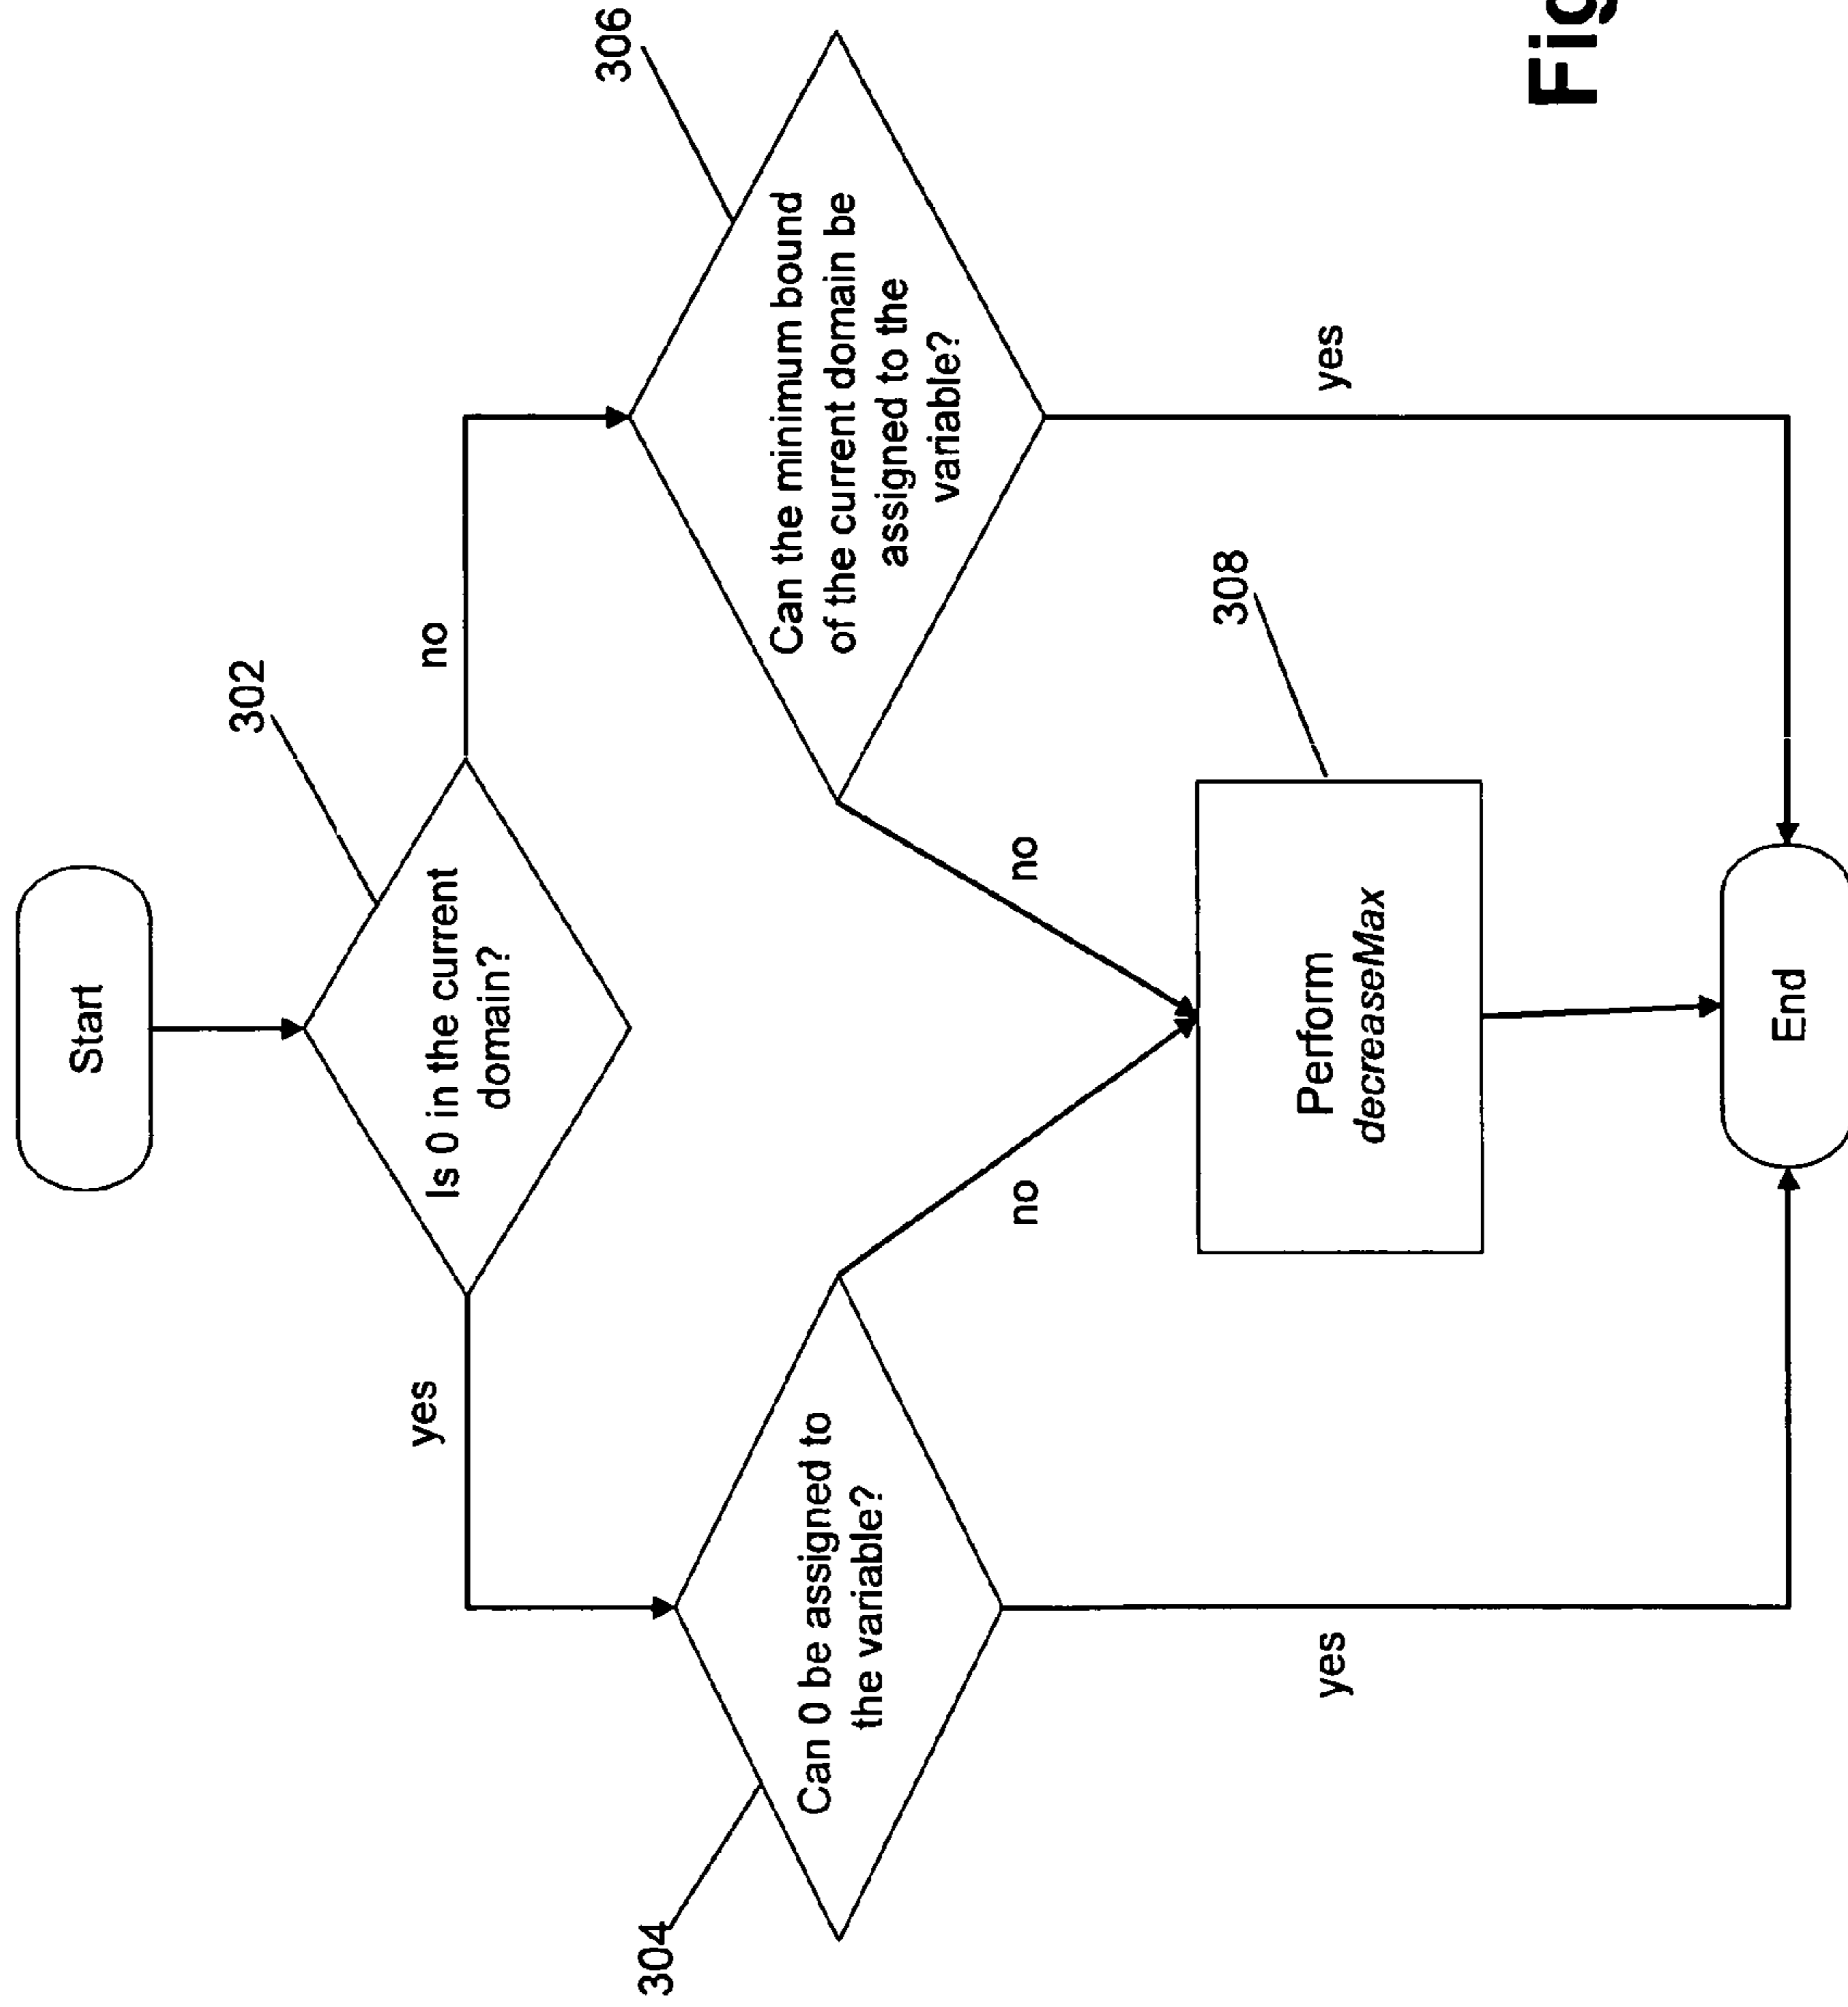 Start
302
Is 0 in the current
domain?
yes
no
304
Can 0 be assigned to
the variable?
306
Can the minimum bound
of the current domain be
assigned to the
variable?
no
no
308
Perform
decreaseMax
yes
yes
End
Fig